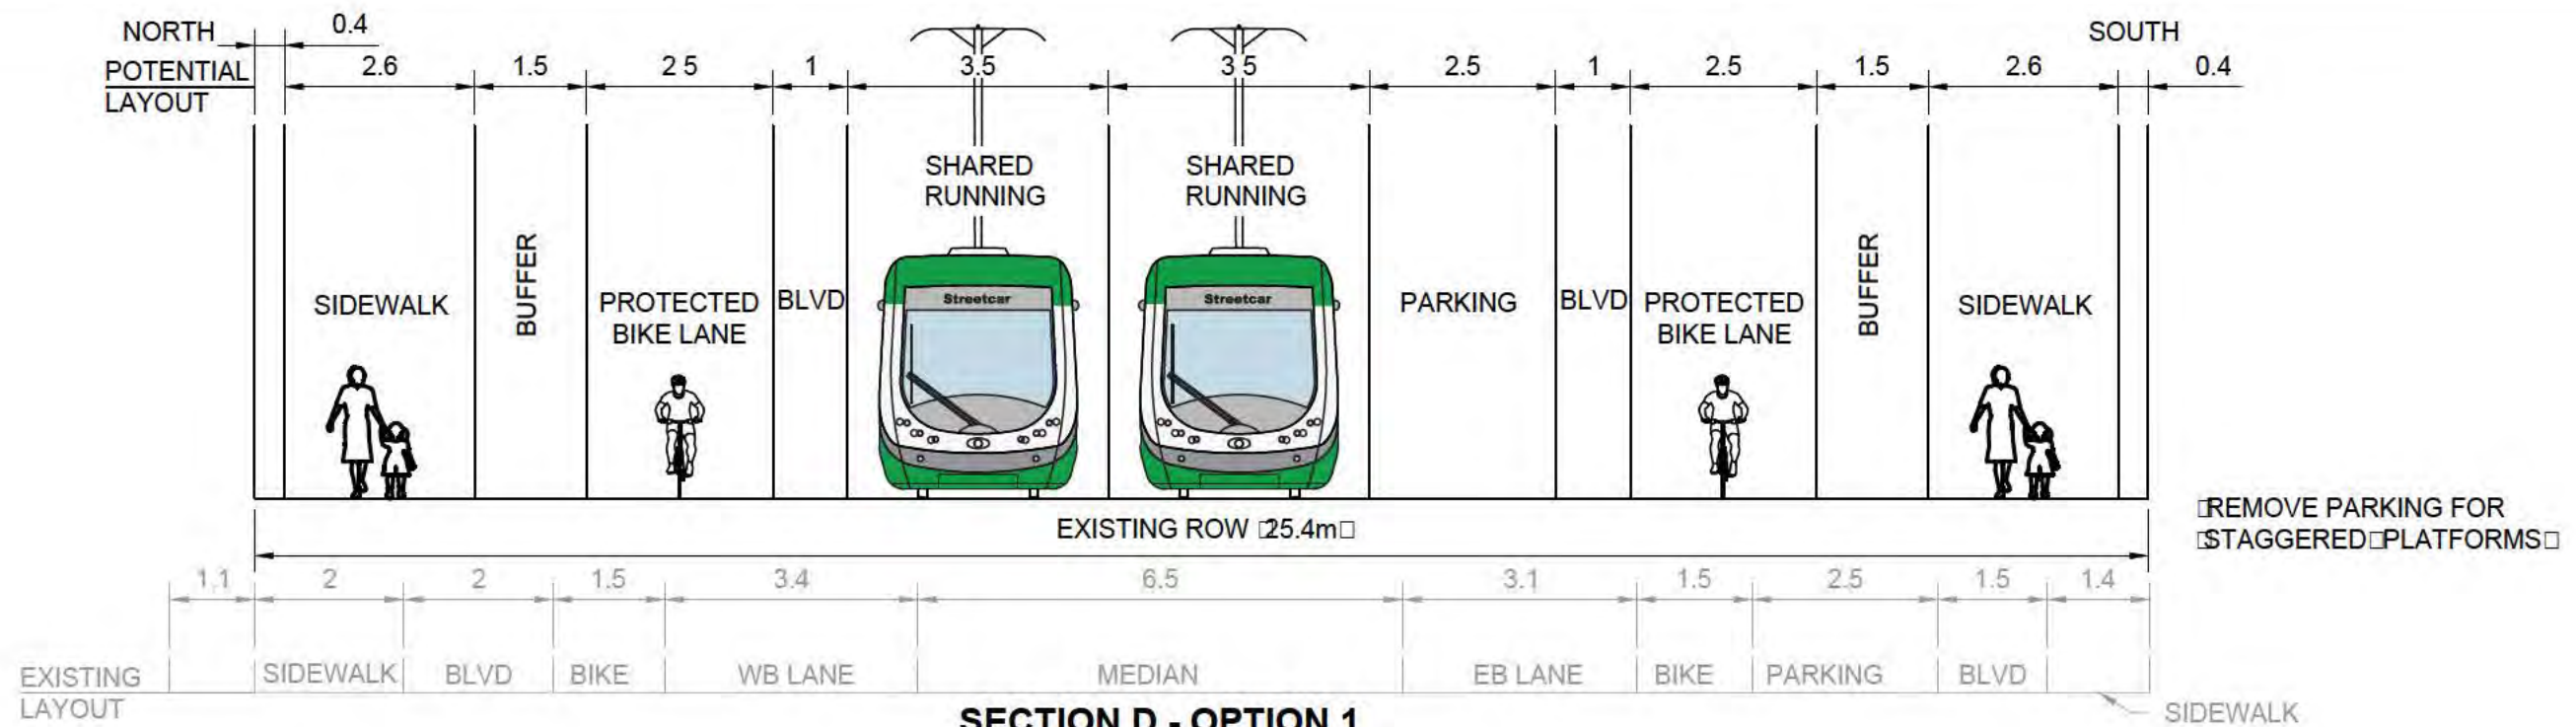 NORTH
0.4
SOUTH
POTENTIAL
LAYOUT
2.6 1.5 2 5 1 3.5 3 5 2.5 1 2.5 1.5 2.6 0.4
SHARED
RUNNING
SHARED
RUNNING
SIDEWALK
BUFFER
PROTECTED
BIKE LANE
BLVD
Streetcar
Streetcar
PARKING
BLVD
PROTECTED
BIKE LANE
BUFFER
SIDEWALK
EXISTING ROW □25.4m□
□REMOVE PARKING FOR
□STAGGERED□PLATFORMS□
1.1 2 2 1.5 3.4 6.5 3.1 1.5 2.5 1.5 1.4
EXISTING
LAYOUT
SIDEWALK BLVD BIKE WB LANE MEDIAN EB LANE BIKE PARKING BLVD
SIDEWALK
SECTION D - OPTION 1